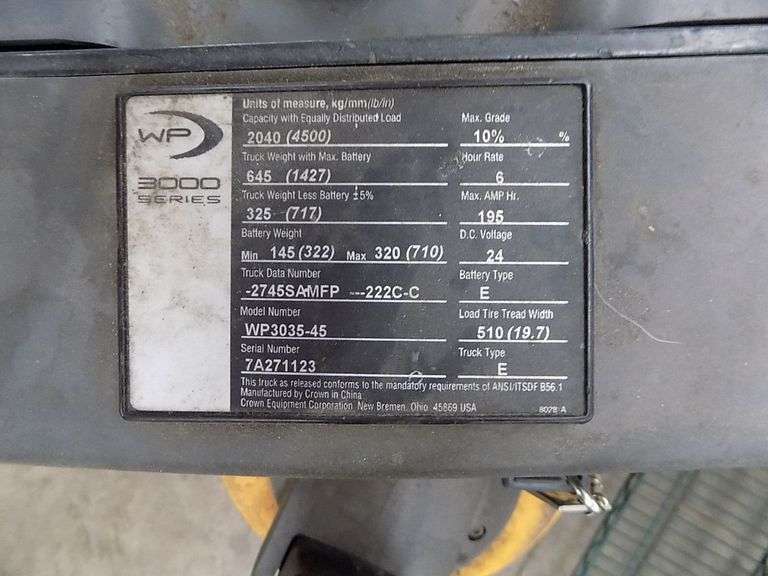 WP
3000
SERIES
Units of measure, kg/mm(lb/in)
Capacity with Equally Distributed Load
2040 (4500)
Truck Weight with Max. Battery
645 (1427)
Truck Weight Less Battery ±5%
325 (717)
Battery Weight
Min 145 (322) Max 320 (710)
Truck Data Number
-2745SAMFP ---222C-C
Model Number
WP3035-45
Serial Number
7A271123
Max. Grade
10% %
Hour Rate
6
Max. AMP Hr.
195
D.C. Voltage
24
Battery Type
E
Load Tire Tread Width
510 (19.7)
Truck Type
E
This truck as released conforms to the mandatory requirements of ANSI/ITSDF B56.1
Manufactured by Crown in China
Crown Equipment Corporation New Bremen, Ohio 45869 USA